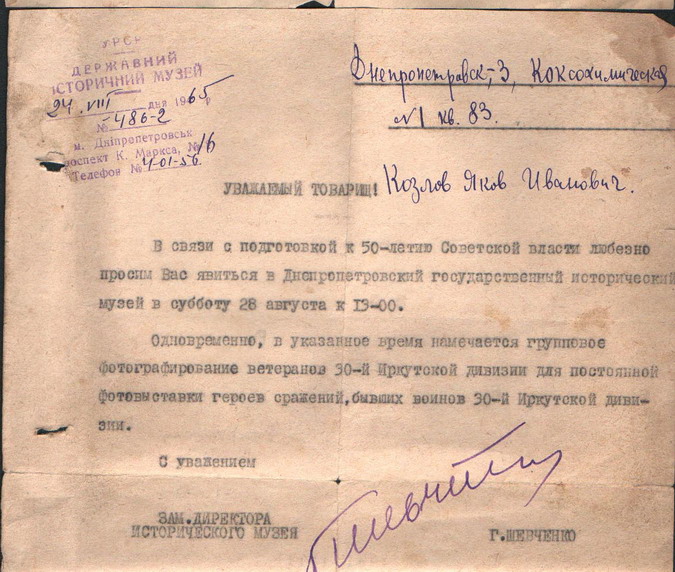 УРСР
ДЕРЖАВНИЙ
ІСТОРИЧНИЙ МУЗЕЙ
24. VIII дня 1965 р
№ 486-2
м. Дніпропетровськ
проспект К. Маркса, № 16
Телефон № 4-01-56
Днепропетровск-3, Коксохимическая
№1 кв. 83.
УВАЖАЕМЫЙ ТОВАРИЩ! Козлов Яков Иванович.
В связи с подготовкой к 50-летию Советской власти любезно
просим Вас явиться в Днепропетровский государственный исторический
музей в субботу 28 августа к 13-00.
Одновременно, в указанное время намечается групповое
фотографирование ветеранов 30-й Иркутской дивизии для постоянной
фотовыставки героев сражений,бывших воинов 30-й Иркутской диви-
зии.
С уважением
ЗАМ.ДИРЕКТОРА
ИСТОРИЧЕСКОГО МУЗЕЯ
Г.ШЕВЧЕНКО